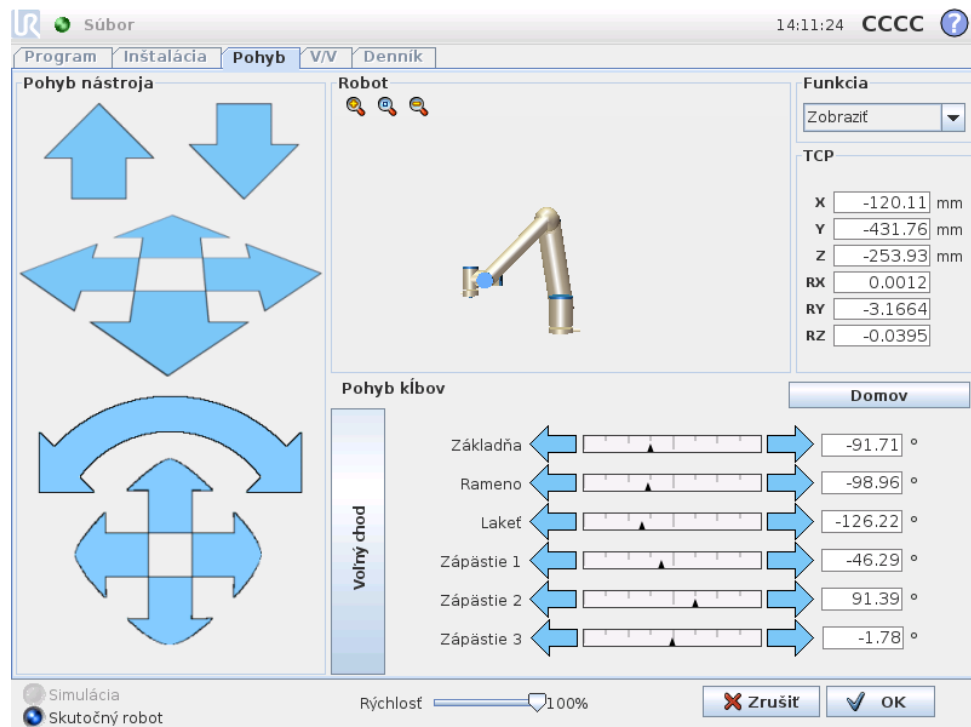 UR Súbor 14:11:24 CCCC ?
Program Inštalácia Pohyb V/V Denník
Pohyb nástroja
Robot
Funkcia
Zobraziť
TCP
X -120.11 mm
Y -431.76 mm
Z -253.93 mm
RX 0.0012
RY -3.1664
RZ -0.0395
Pohyb kĺbov
Domov
Voľný chod
Základňa -91.71 º
Rameno -98.96 º
Lakeť -126.22 º
Zápästie 1 -46.29 º
Zápästie 2 91.39 º
Zápästie 3 -1.78 º
Simulácia
Skutočný robot
Rýchlosť 100%
Zrušiť OK